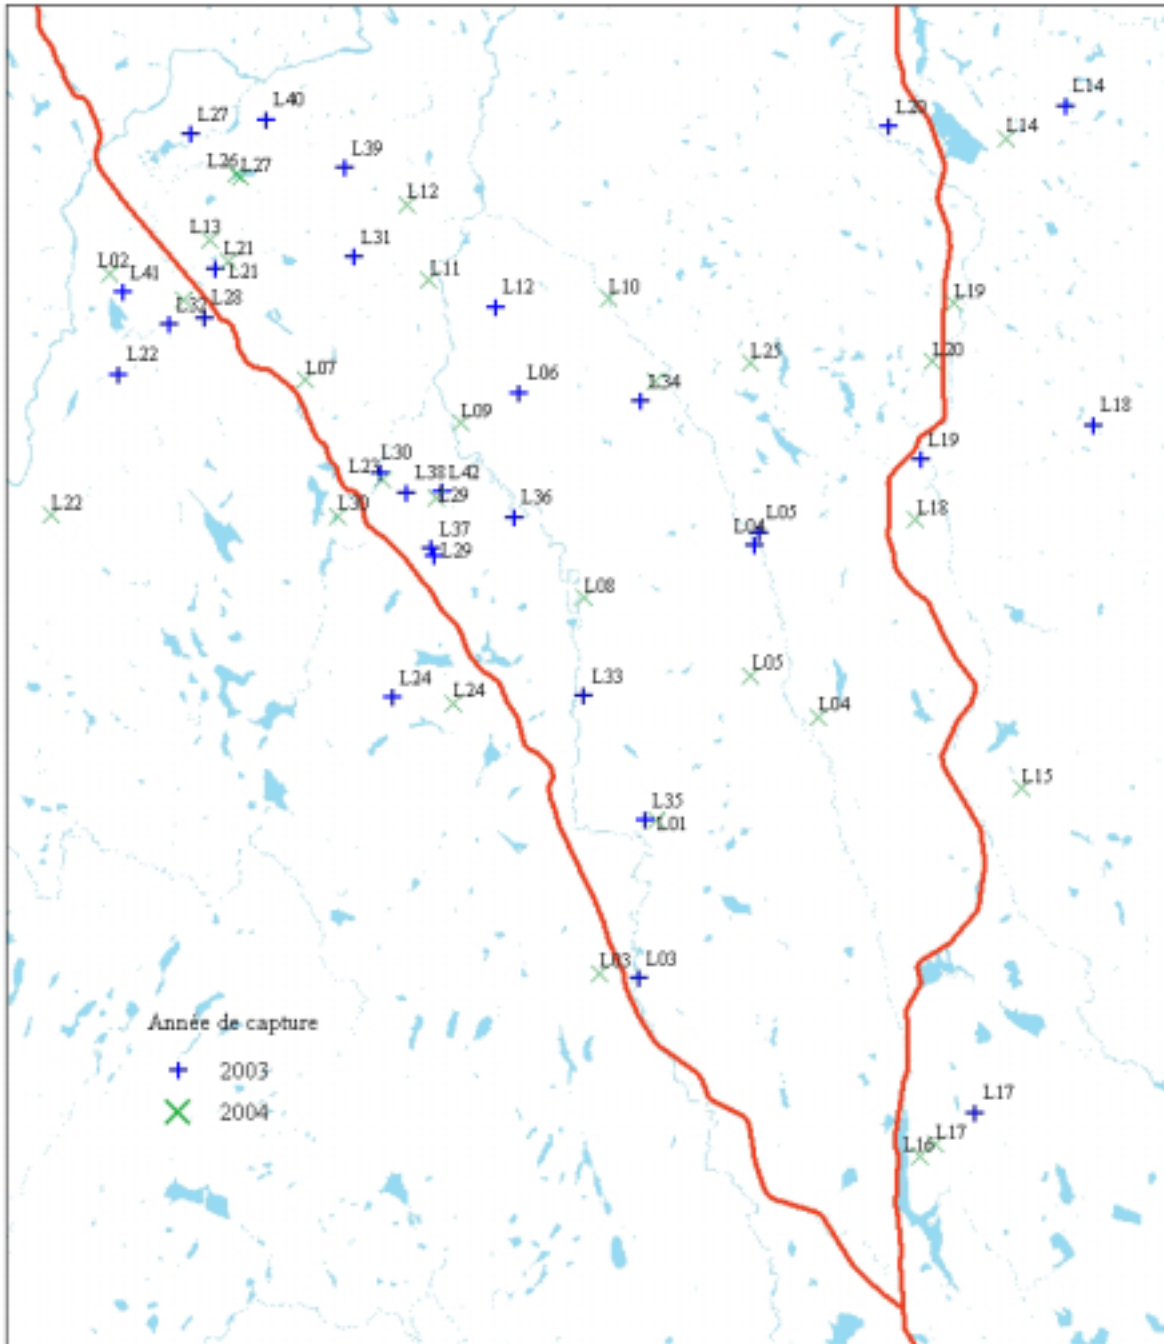 L14
L40
L20
L27
L14
L39
L26
L27
L12
L13
L21
L31
L02
L21
L11
L41
L28
L12
L10
L19
L32
L22
L25
L20
L07
L06
L34
L18
L09
L19
L23
L30
L38
L42
L29
L22
L30
L36
L18
L05
L04
L37
L29
L08
L05
L24
L24
L33
L04
L15
L35
L01
L03
L03
Année de capture
2003
2004
L17
L17
L16